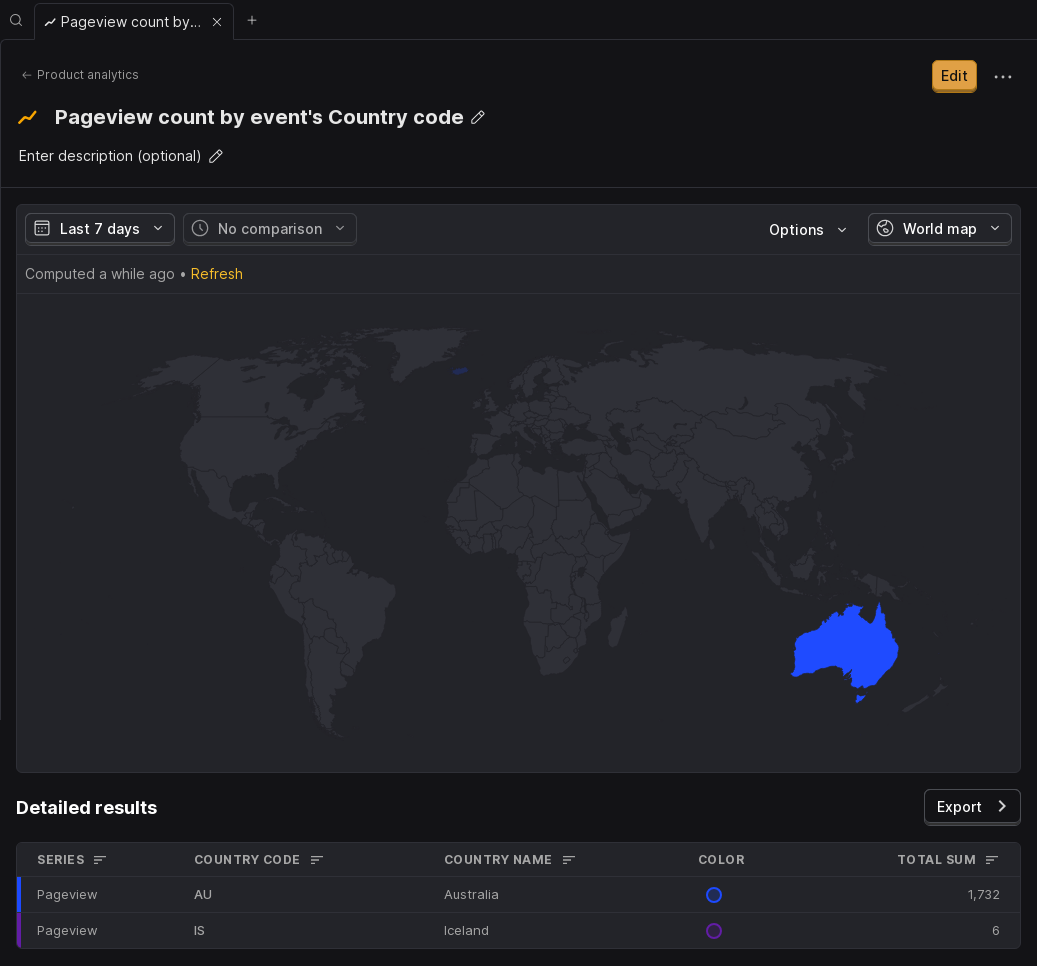 Pageview count by...
Product analytics
Edit
Pageview count by event's Country code
Enter description (optional)
Last 7 days No comparison Options World map
Computed a while ago • Refresh
Detailed results Export
SERIES COUNTRY CODE COUNTRY NAME COLOR TOTAL SUM
Pageview AU Australia 1,732
Pageview IS Iceland 6